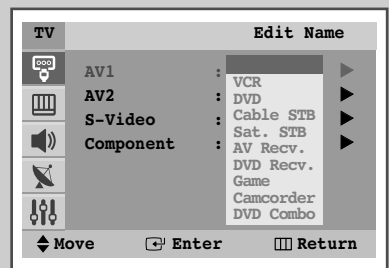 TV Edit Name
AV1 :
VCR
AV2 : DVD
S-Video : Cable STB
Sat. STB
Component : AV Recv.
DVD Recv.
Game
Camcorder
DVD Combo
Move Enter Return